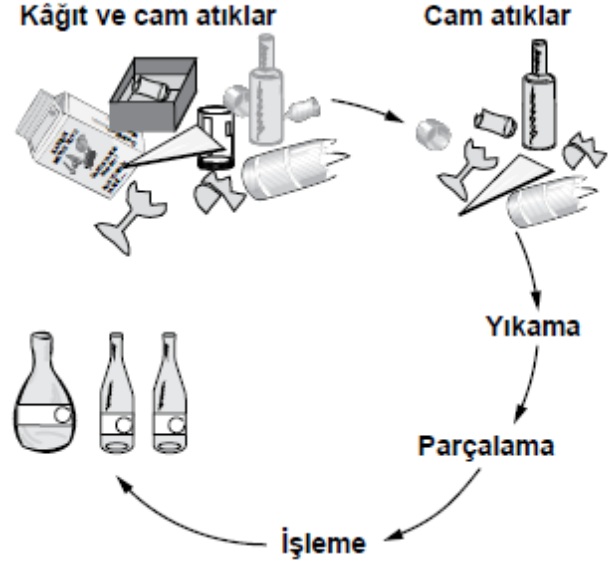 Kâğıt ve cam atıklar
Cam atıklar
Yıkama
Parçalama
İşleme